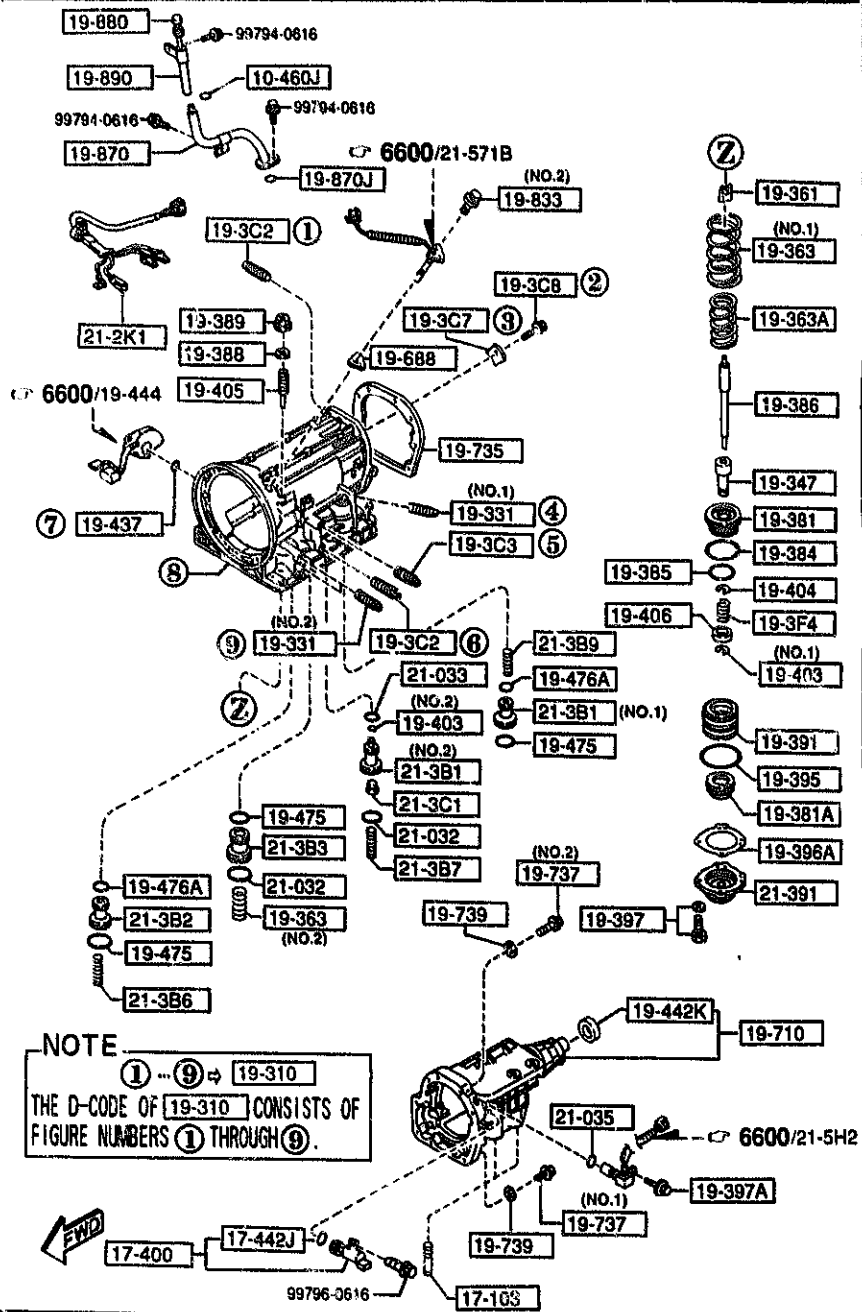 19-880
99794-0616
19-890
10-460J
99794-0616
99794-0616
19-870
19-870J
6600/21-571B
(NO.2)
19-833
Z
19-361
(NO.1)
19-363
19-3C2 ①
19-3C8 ②
19-3C7 ③
19-363A
21-2K1
19-389
19-388
19-688
19-405
6600/19-444
19-386
19-735
19-347
(NO.1)
19-331 ④
19-381
⑦ 19-437
19-3C3 ⑤
19-384
⑧
19-385
19-404
19-406
19-3F4
(NO.2)
⑨ 19-331
19-3C2 ⑥
21-3B9
(NO.1)
19-403
21-033
19-476A
Z
(NO.2)
19-403
21-3B1 (NO.1)
19-391
(NO.2)
21-3B1
19-475
19-395
21-3C1
19-381A
19-475
21-032
21-3B3
21-3B7
19-396A
(NO.2)
19-737
19-476A
21-032
21-391
21-3B2
19-363
(NO.2)
19-739
19-397
19-475
21-3B6
19-442K
19-710
NOTE
① -- ⑨ ⇨ 19-310
THE D-CODE OF 19-310 CONSISTS OF
FIGURE NUMBERS ① THROUGH ⑨.
21-035
6600/21-5H2
19-397A
(NO.1)
19-737
19-739
FWD
17-442J
17-400
99796-0616